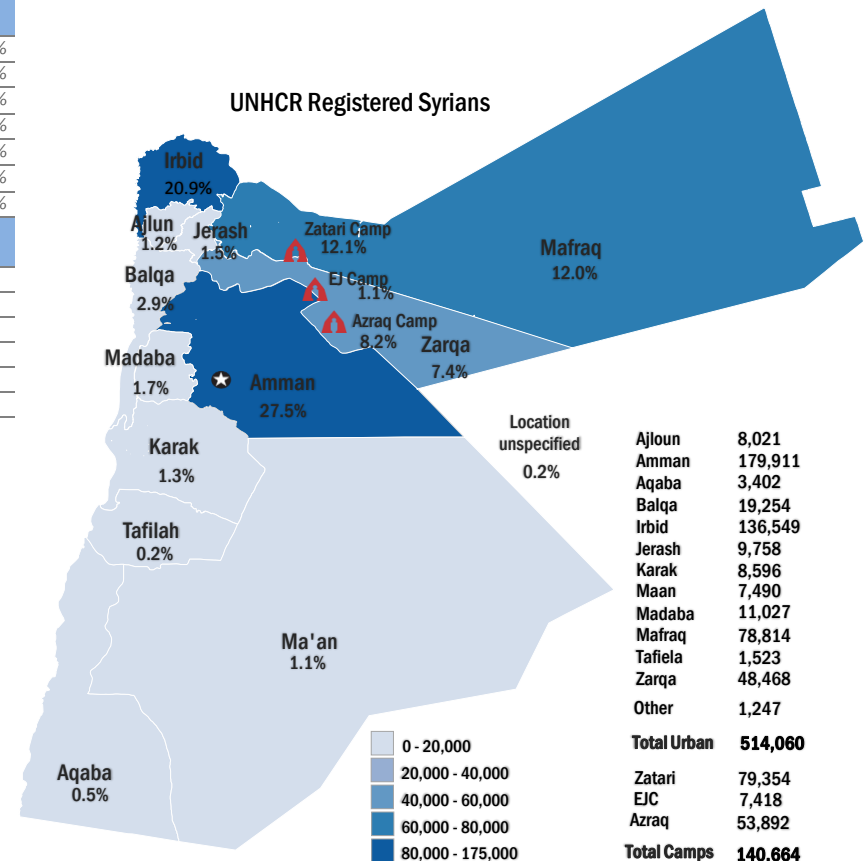 %
%
%
%
%
%
%
UNHCR Registered Syrians
Irbid
20.9%
Ajlun
1.2%
Jerash
1.5%
Zatari Camp
12.1%
Mafraq
12.0%
Balqa
2.9%
EJ Camp
1.1%
Azraq Camp
8.2%
Zarqa
7.4%
Madaba
1.7%
Amman
27.5%
Karak
1.3%
Location
unspecified
0.2%
Tafilah
0.2%
Ma'an
1.1%
Aqaba
0.5%
0 - 20,000
20,000 - 40,000
40,000 - 60,000
60,000 - 80,000
80,000 - 175,000
Ajloun 8,021
Amman 179,911
Aqaba 3,402
Balqa 19,254
Irbid 136,549
Jerash 9,758
Karak 8,596
Maan 7,490
Madaba 11,027
Mafraq 78,814
Tafiela 1,523
Zarqa 48,468
Other 1,247
Total Urban 514,060
Zatari 79,354
EJC 7,418
Azraq 53,892
Total Camps 140,664